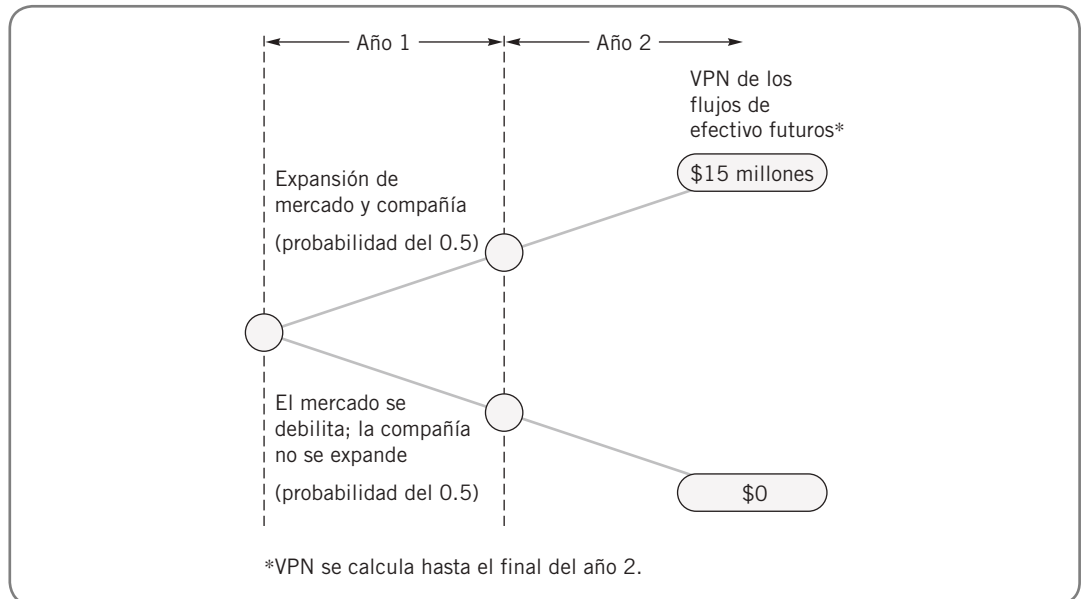 Año 1
Año 2
VPN de los
flujos de
efectivo futuros*
$15 millones
Expansión de
mercado y compañía
(probabilidad del 0.5)
El mercado se
debilita; la compañía
no se expande
(probabilidad del 0.5)
$0
*VPN se calcula hasta el final del año 2.